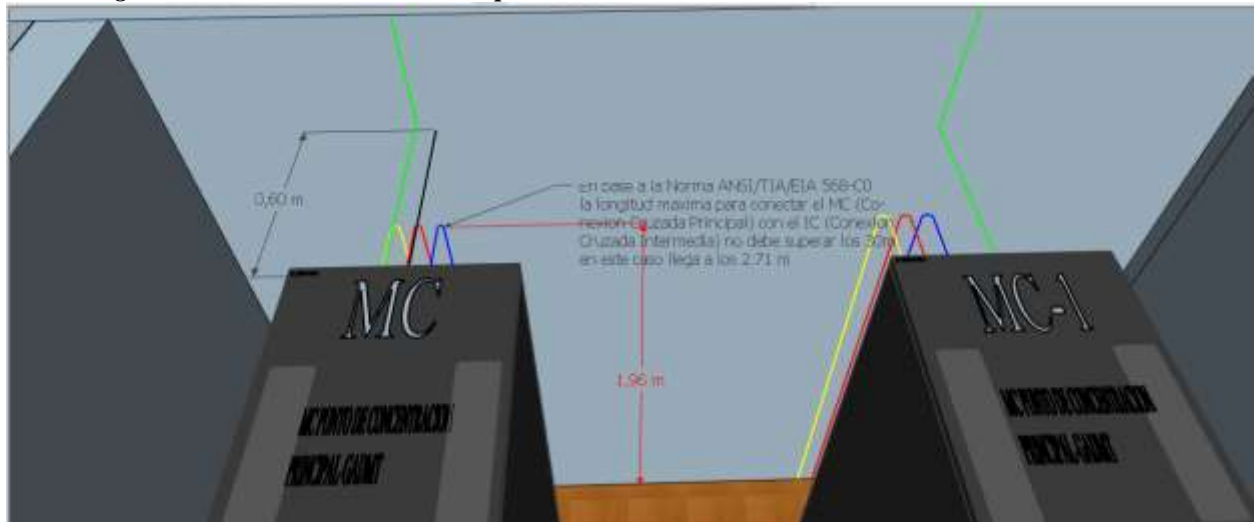 0,60 m
En base a la Norma ANSI/TIA/EIA 568-C0
la longitud maxima para conectar el MC (Co-
nexion Cruzada Principal) con el IC (Conexion
Cruzada Intermedia) no debe superar los 30m
en este caso llega a los 2.71 m
1,96 m
MC
MC PUNTO DE CONCENTRACION
PRINCIPAL-GADMT
MC-1
MC PUNTO DE CONCENTRACION
PRINCIPAL-GADMT